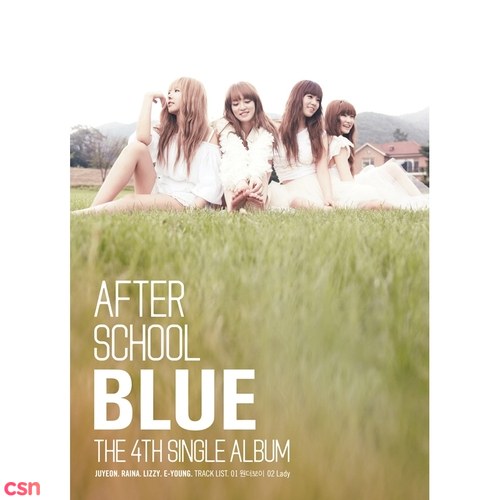 AFTER
SCHOOL
BLUE
THE 4TH SINGLE ALBUM
JUYEON. RAINA. LIZZY. E-YOUNG. TRACK LIST. 01 원더보이 02 Lady
csn